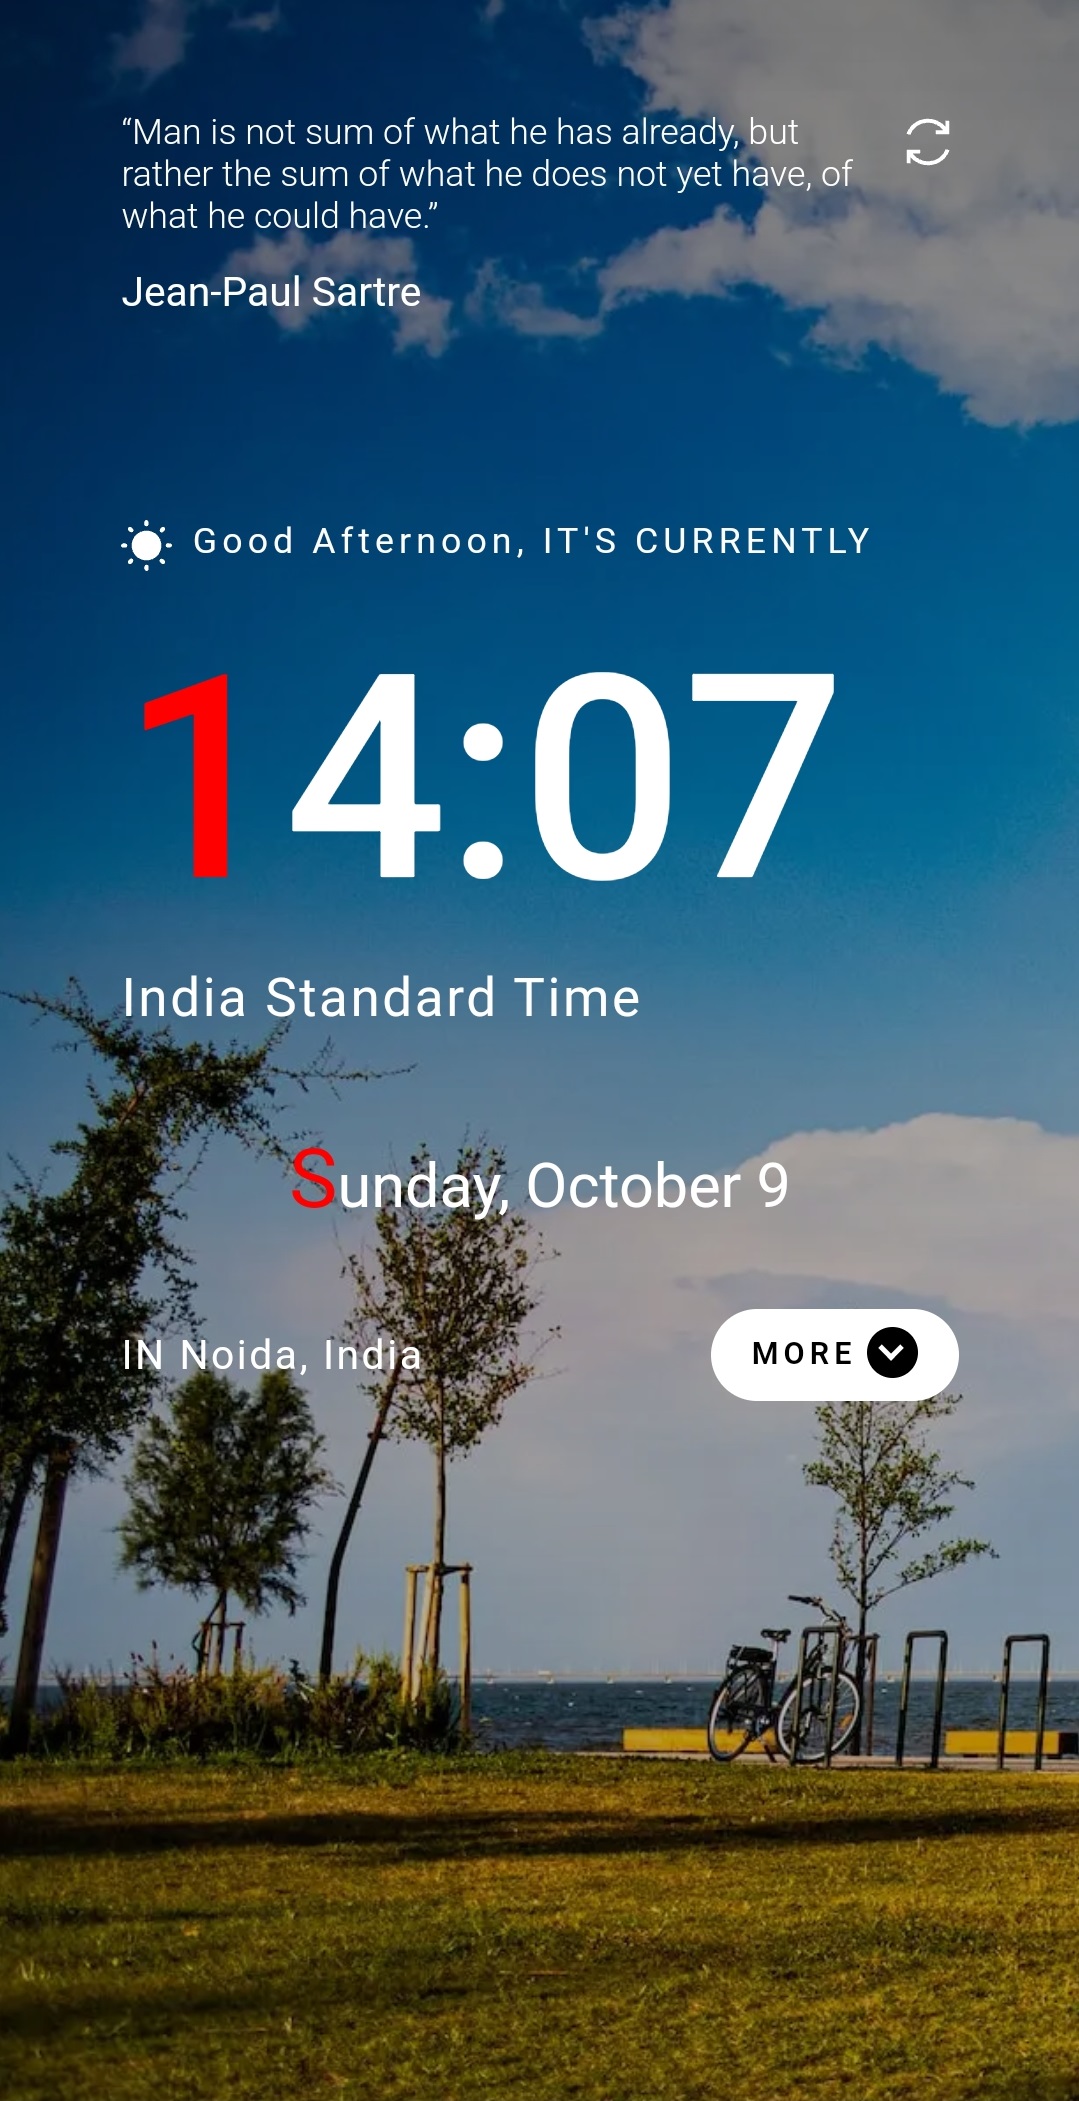 “Man is not sum of what he has already, but
rather the sum of what he does not yet have, of
what he could have.”
Jean-Paul Sartre
Good Afternoon, IT'S CURRENTLY
14:07
India Standard Time
Sunday, October 9
IN Noida, India
MORE